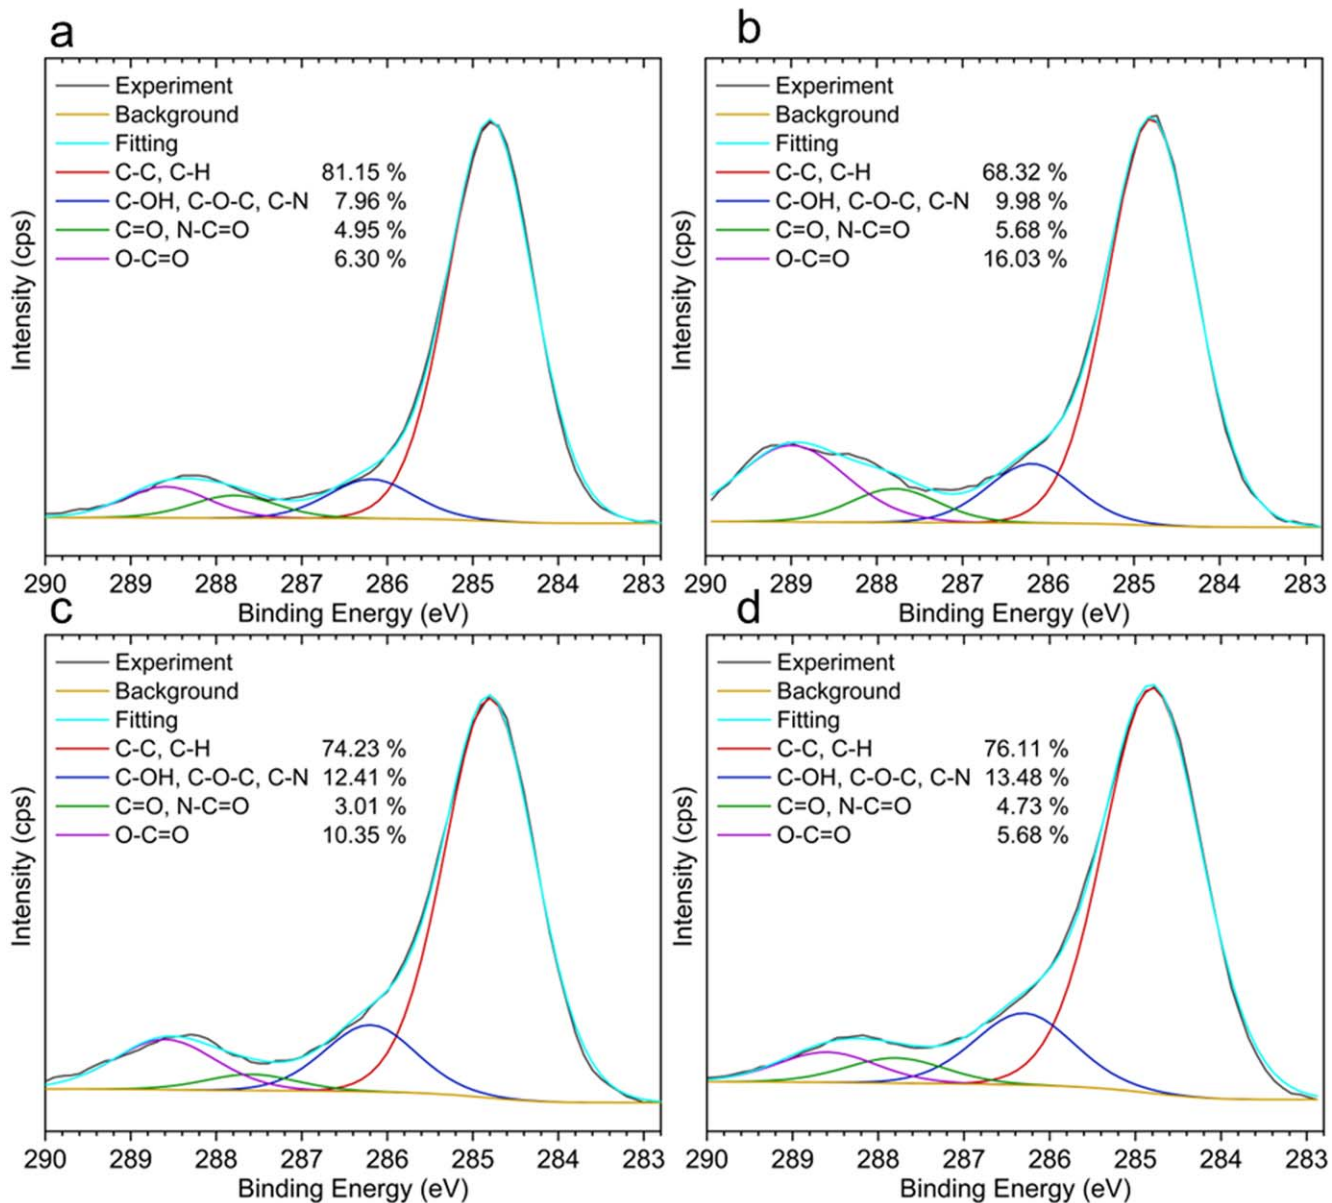 a
Experiment
Background
Fitting
C-C, C-H 81.15 %
C-OH, C-O-C, C-N 7.96 %
C=O, N-C=O 4.95 %
O-C=O 6.30 %
Intensity (cps)
290 289 288 287 286 285 284 283
Binding Energy (eV)
b
Experiment
Background
Fitting
C-C, C-H 68.32 %
C-OH, C-O-C, C-N 9.98 %
C=O, N-C=O 5.68 %
O-C=O 16.03 %
Intensity (cps)
290 289 288 287 286 285 284 283
Binding Energy (eV)
c
Experiment
Background
Fitting
C-C, C-H 74.23 %
C-OH, C-O-C, C-N 12.41 %
C=O, N-C=O 3.01 %
O-C=O 10.35 %
Intensity (cps)
290 289 288 287 286 285 284 283
Binding Energy (eV)
d
Experiment
Background
Fitting
C-C, C-H 76.11 %
C-OH, C-O-C, C-N 13.48 %
C=O, N-C=O 4.73 %
O-C=O 5.68 %
Intensity (cps)
290 289 288 287 286 285 284 283
Binding Energy (eV)